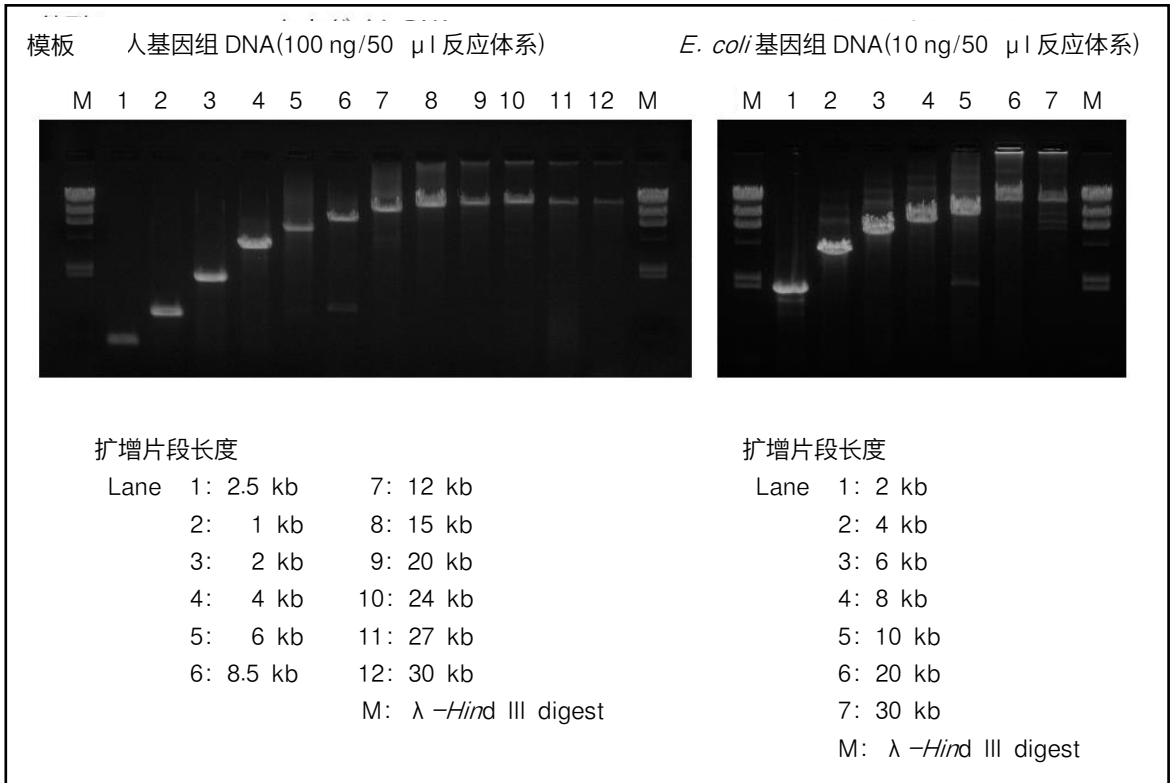 模板 人基因组 DNA(100 ng/50 μl 反应体系) E. coli 基因组 DNA(10 ng/50 μl 反应体系)
M 1 2 3 4 5 6 7 8 9 10 11 12 M M 1 2 3 4 5 6 7 M
扩增片段长度
Lane 1: 2.5 kb 7: 12 kb
2: 1 kb 8: 15 kb
3: 2 kb 9: 20 kb
4: 4 kb 10: 24 kb
5: 6 kb 11: 27 kb
6: 8.5 kb 12: 30 kb
M: λ-Hind III digest
扩增片段长度
Lane 1: 2 kb
2: 4 kb
3: 6 kb
4: 8 kb
5: 10 kb
6: 20 kb
7: 30 kb
M: λ-Hind III digest